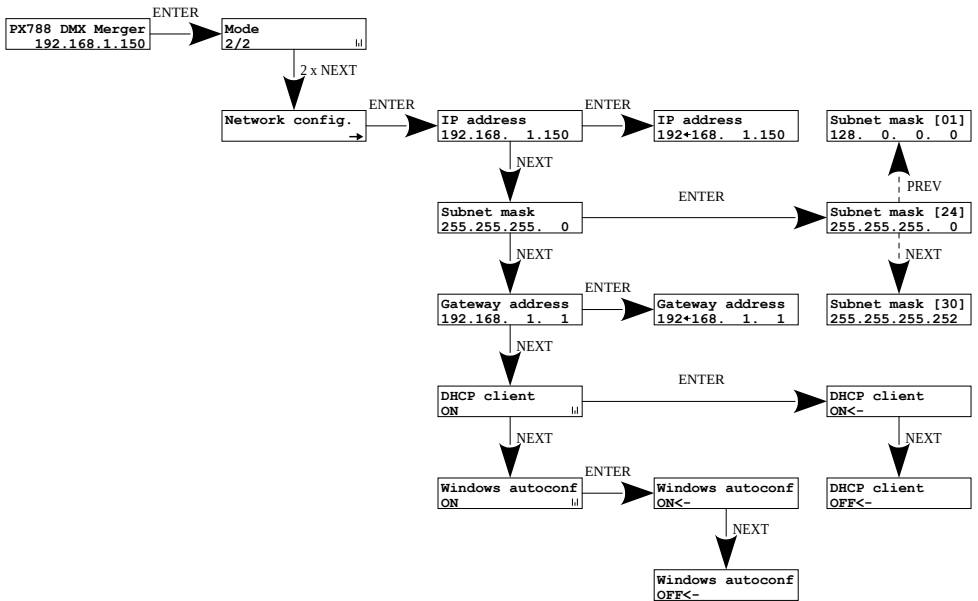 ENTER
PX788 DMX Merger
192.168.1.150
Mode
2/2
2 x NEXT
Network config.
ENTER
IP address
192.168.  1.150
ENTER
IP address
192←168.  1.150
Subnet mask [01]
128.  0.  0.  0
NEXT
PREV
Subnet mask
255.255.255.  0
ENTER
Subnet mask [24]
255.255.255.  0
NEXT
NEXT
Gateway address
192.168.  1.  1
ENTER
Gateway address
192←168.  1.  1
Subnet mask [30]
255.255.255.252
NEXT
DHCP client
ON
ENTER
DHCP client
ON<-
NEXT
NEXT
Windows autoconf
ON
ENTER
Windows autoconf
ON<-
DHCP client
OFF<-
NEXT
Windows autoconf
OFF<-